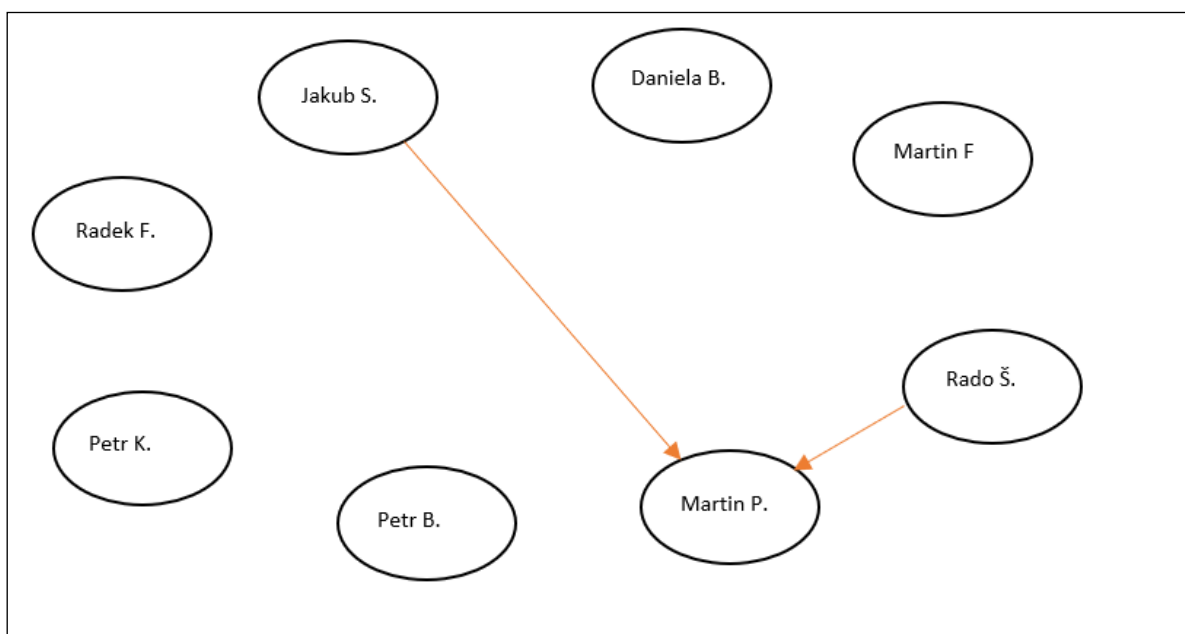 Jakub S.
Daniela B.
Martin F
Radek F.
Rado Š.
Petr K.
Petr B.
Martin P.